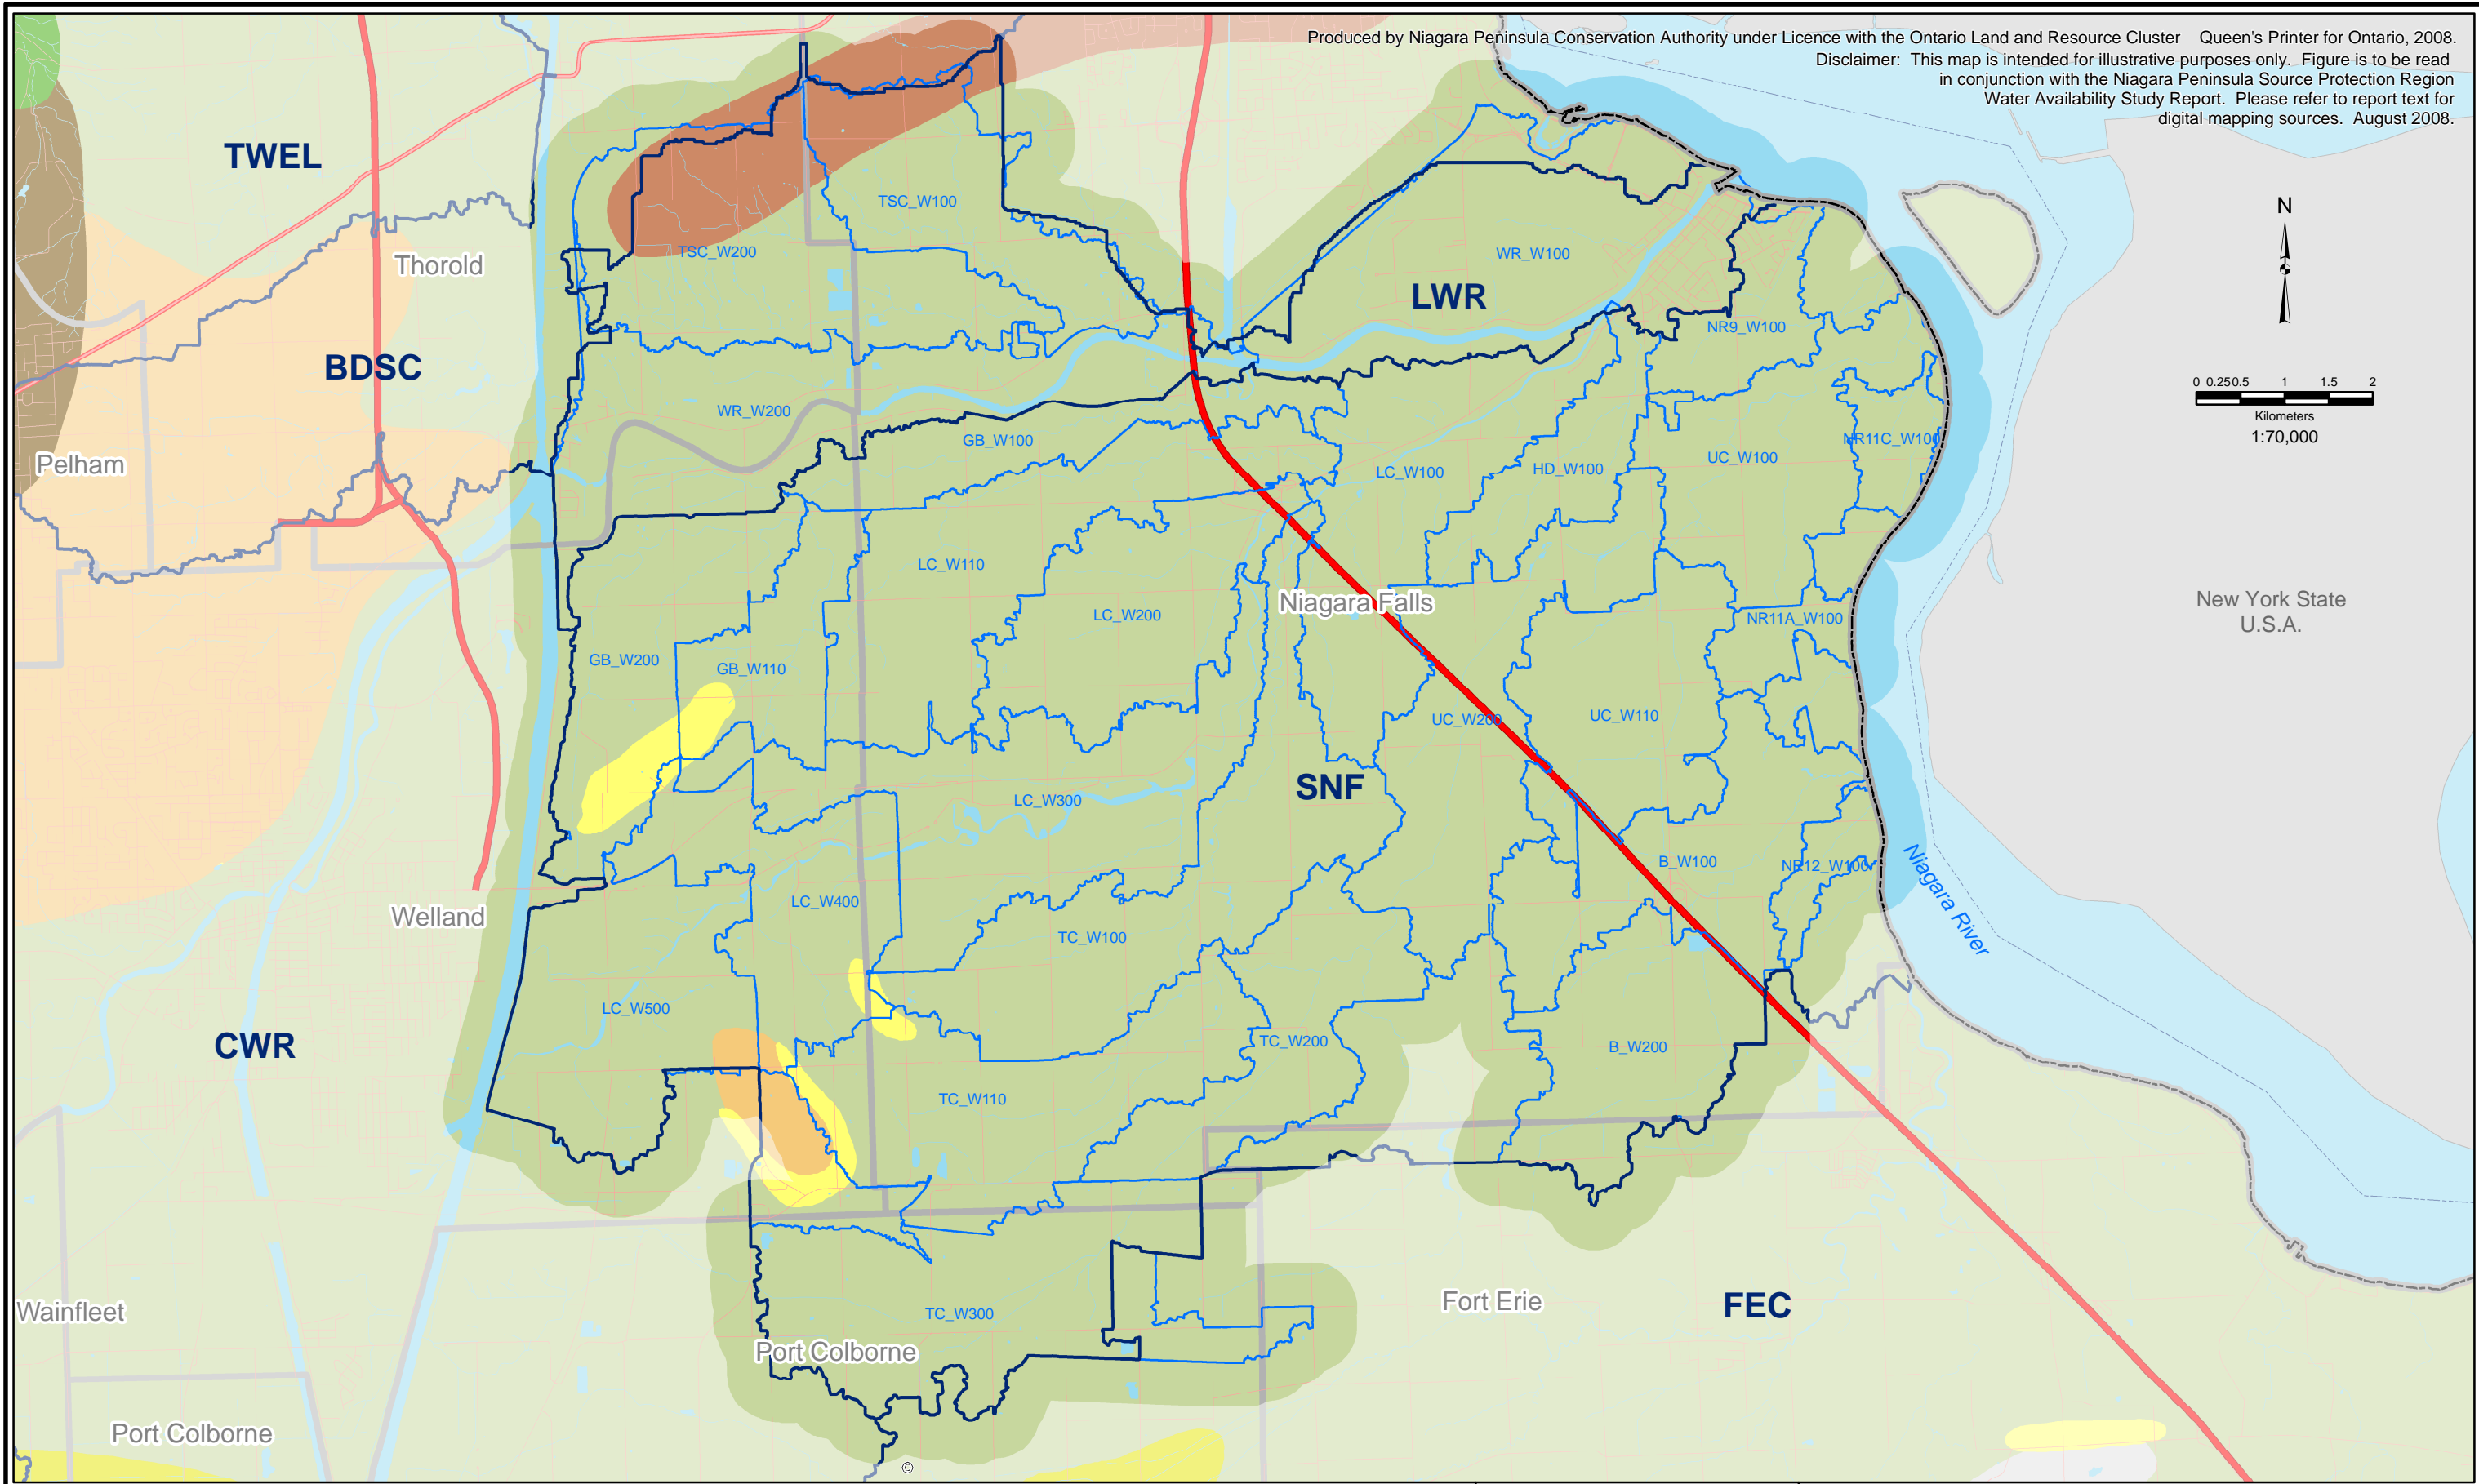 Produced by Niagara Peninsula Conservation Authority under Licence with the Ontario Land and Resource Cluster Queen's Printer for Ontario, 2008.
Disclaimer: This map is intended for illustrative purposes only. Figure is to be read
in conjunction with the Niagara Peninsula Source Protection Region
Water Availability Study Report. Please refer to report text for
digital mapping sources. August 2008.
TWEL
TSC_W100
N
Thorold
TSC_W200
WR_W100
LWR
NR9_W100
BDSC
0 0.25 0.5 1 1.5 2
Kilometers
1:70,000
WR_W200
GB_W100
NR11C_W100
Pelham
LC_W100
HD_W100
UC_W100
LC_W110
Niagara Falls
New York State
U.S.A.
LC_W200
NR11A_W100
GB_W200
GB_W110
UC_W200
UC_W110
SNF
LC_W300
B_W100
NR12_W100
Niagara River
LC_W400
Welland
TC_W100
LC_W500
CWR
TC_W200
B_W200
TC_W110
Wainfleet
TC_W300
Fort Erie
FEC
Port Colborne
Port Colborne
©